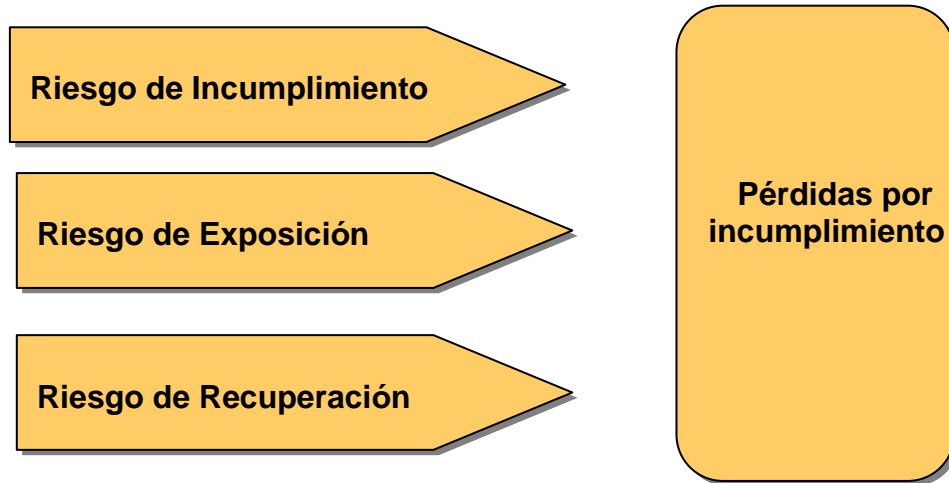 Riesgo de Incumplimiento
Riesgo de Exposición
Riesgo de Recuperación
Pérdidas por
incumplimiento